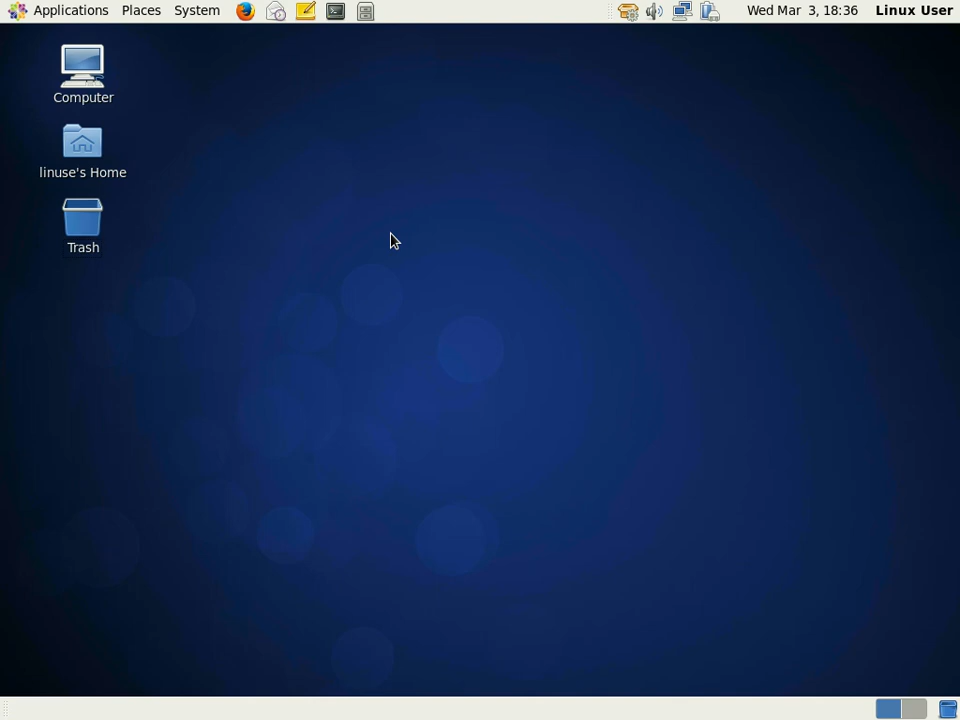 Applications Places System Wed Mar 3, 18:36 Linux User
Computer
linuse's Home
Trash